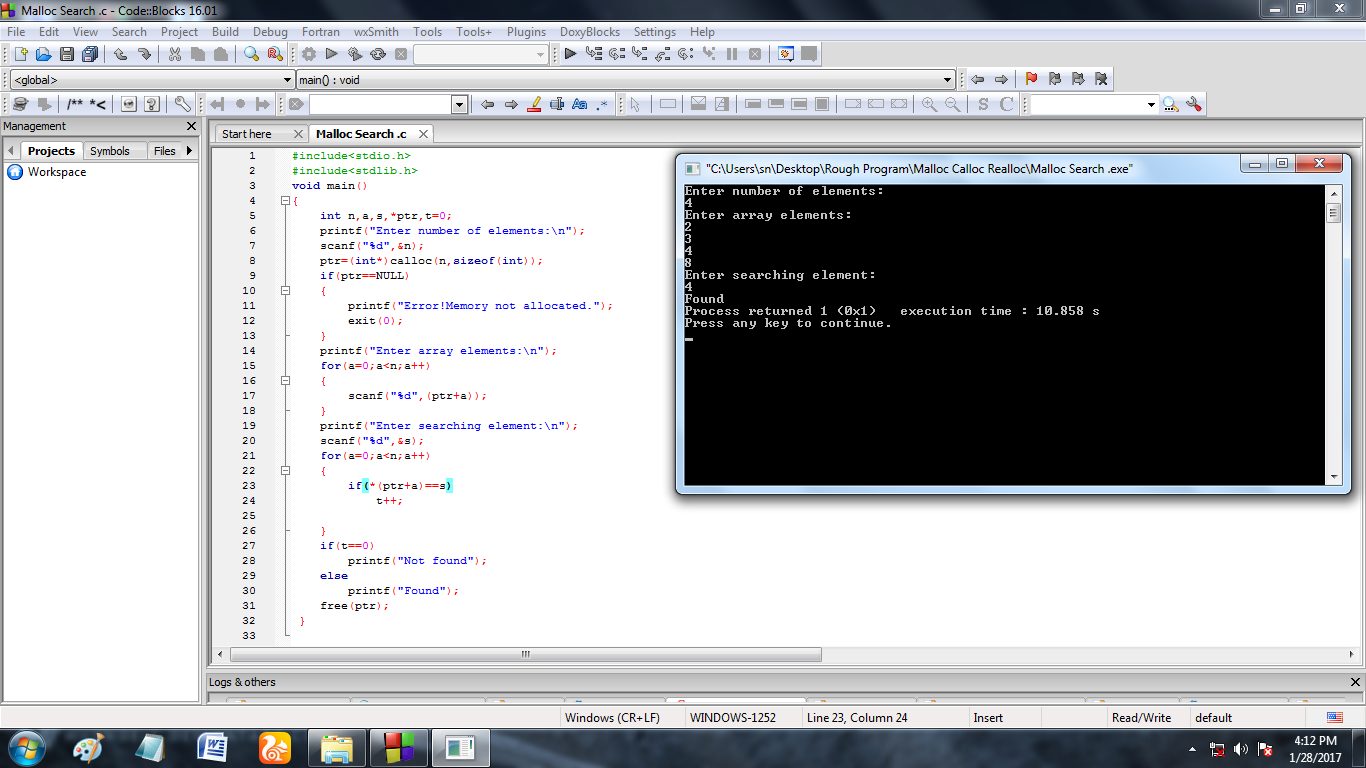 Malloc Search .c - Code::Blocks 16.01
File Edit View Search Project Build Debug Fortran wxSmith Tools Tools+ Plugins DoxyBlocks Settings Help
<global> main() : void
/** *<
S C
Management
Projects Symbols Files
Workspace
Start here Malloc Search .c
1 #include<stdio.h>
2 #include<stdlib.h>
3 void main()
4 {
5 int n,a,s,*ptr,t=0;
6 printf("Enter number of elements:\n");
7 scanf("%d",&n);
8 ptr=(int*)calloc(n,sizeof(int));
9 if(ptr==NULL)
10 {
11 printf("Error!Memory not allocated.");
12 exit(0);
13 }
14 printf("Enter array elements:\n");
15 for(a=0;a<n;a++)
16 {
17 scanf("%d",(ptr+a));
18 }
19 printf("Enter searching element:\n");
20 scanf("%d",&s);
21 for(a=0;a<n;a++)
22 {
23 if(*(ptr+a)==s)
24 t++;
25
26 }
27 if(t==0)
28 printf("Not found");
29 else
30 printf("Found");
31 free(ptr);
32 }
33
"C:\Users\sn\Desktop\Rough Program\Malloc Calloc Realloc\Malloc Search .exe"
Enter number of elements:
4
Enter array elements:
2
3
4
8
Enter searching element:
4
Found
Process returned 1 (0x1) execution time : 10.858 s
Press any key to continue.
Logs & others
Windows (CR+LF) WINDOWS-1252 Line 23, Column 24 Insert Read/Write default
4:12 PM
1/28/2017